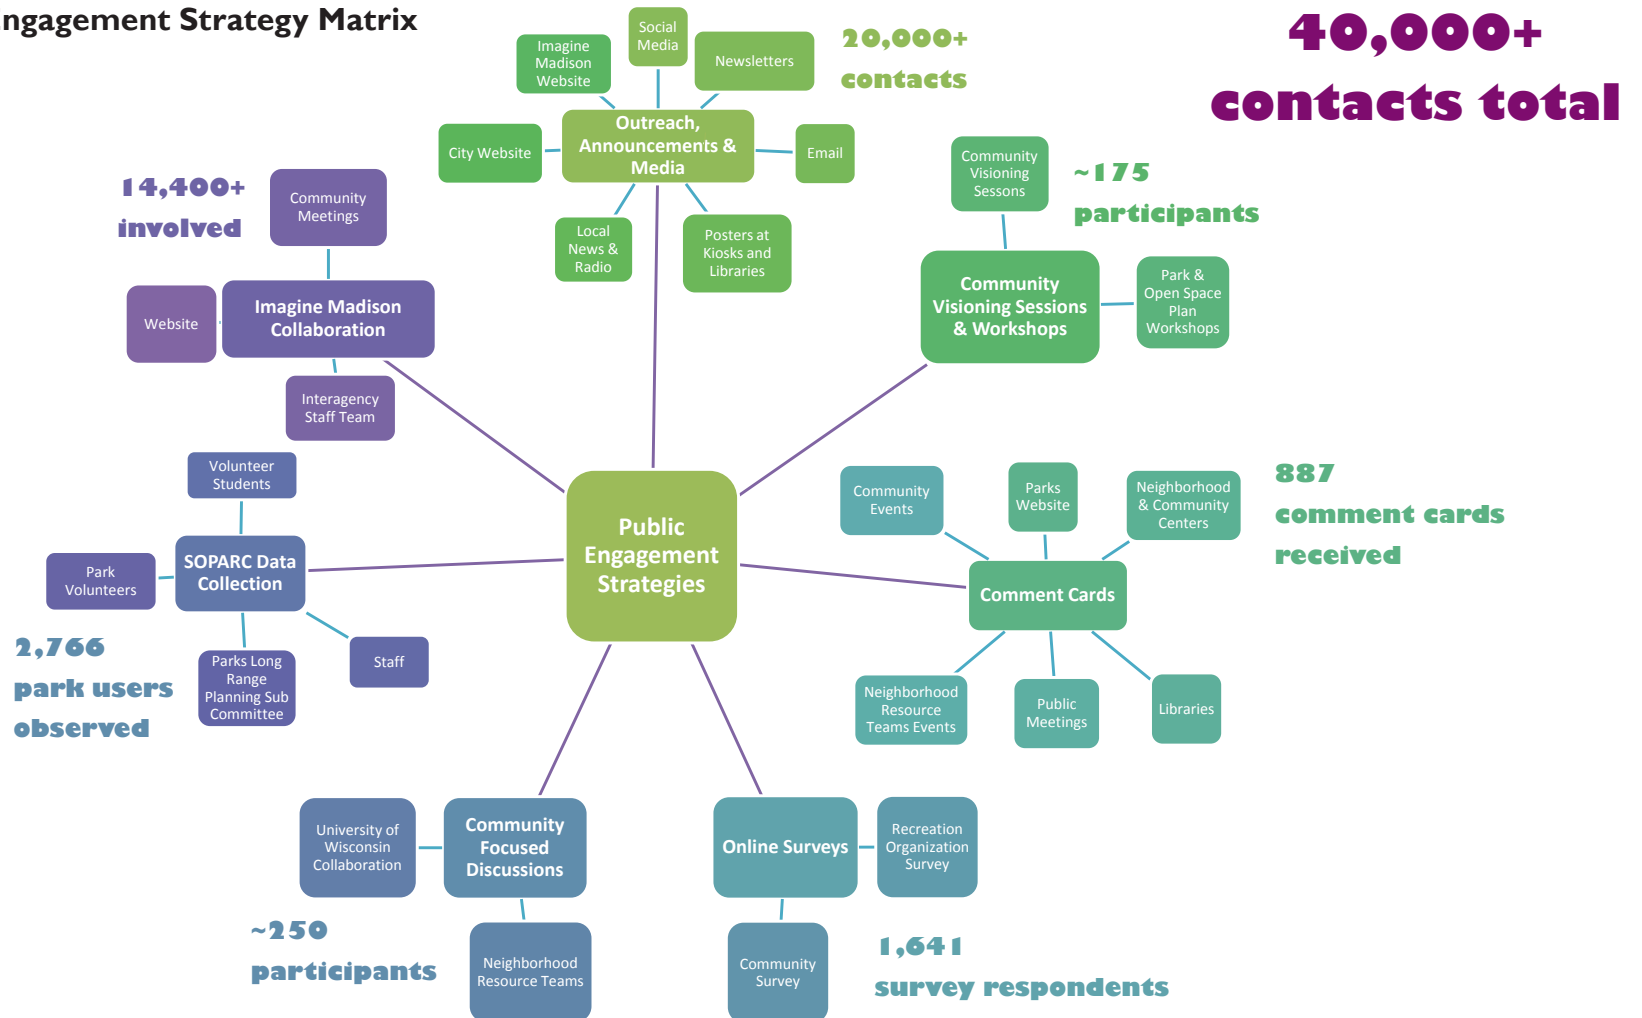 ngagement Strategy Matrix
40,000+
contacts total
20,000+
contacts
Social
Media
Imagine
Madison
Website
Newsletters
City Website
Outreach,
Announcements &
Media
Email
Local
News &
Radio
Posters at
Kiosks and
Libraries
Community
Visioning
Sessons
~175
participants
Community
Visioning Sessions
& Workshops
Park &
Open Space
Plan
Workshops
14,400+
involved
Community
Meetings
Website
Imagine Madison
Collaboration
Interagency
Staff Team
Public
Engagement
Strategies
Volunteer
Students
Park
Volunteers
SOPARC Data
Collection
Parks Long
Range
Planning Sub
Committee
Staff
2,766
park users
observed
Community
Events
Parks
Website
Neighborhood
& Community
Centers
887
comment cards
received
Comment Cards
Neighborhood
Resource
Teams Events
Public
Meetings
Libraries
University of
Wisconsin
Collaboration
Community
Focused
Discussions
~250
participants
Neighborhood
Resource Teams
Online Surveys
Recreation
Organization
Survey
Community
Survey
1,641
survey respondents